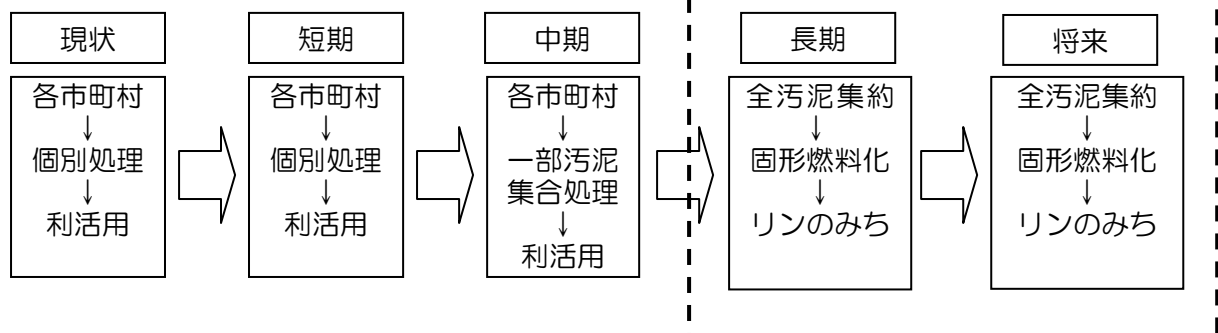 現状
各市町村
↓
個別処理
↓
利活用
短期
各市町村
↓
個別処理
↓
利活用
中期
各市町村
↓
一部汚泥
集合処理
↓
利活用
長期
全汚泥集約
↓
固形燃料化
↓
リンのみち
将来
全汚泥集約
↓
固形燃料化
↓
リンのみち